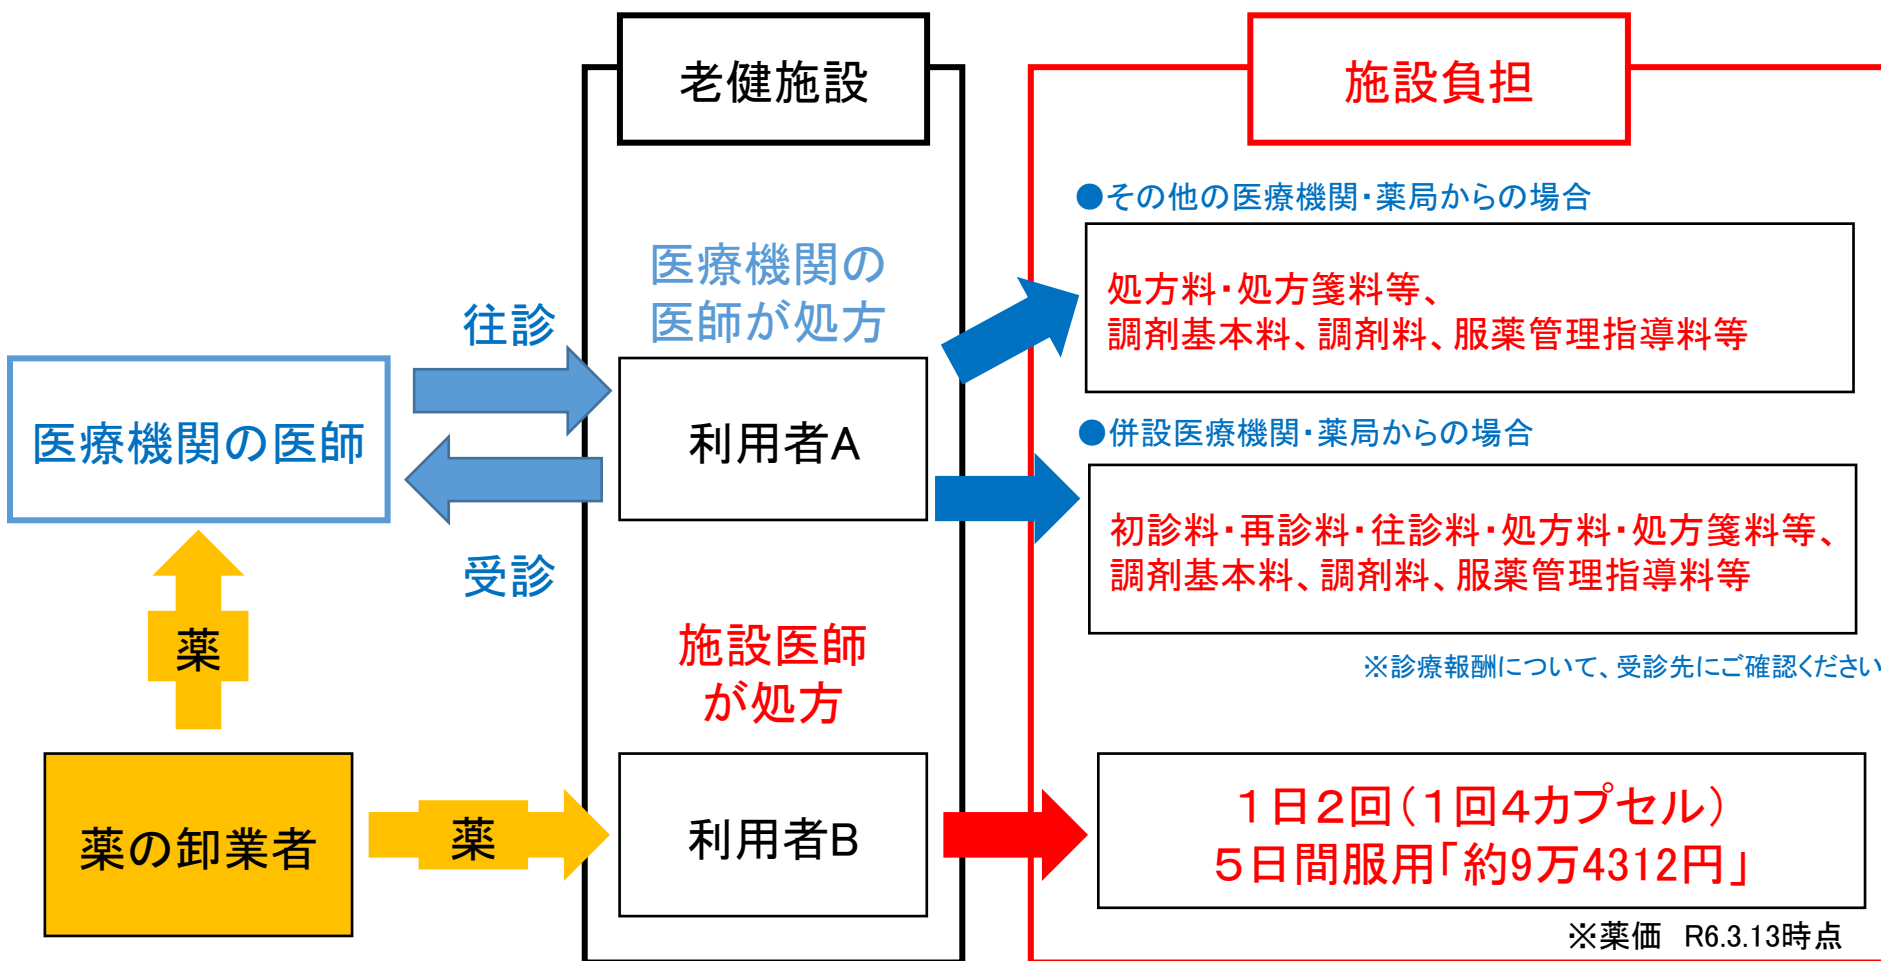 老健施設
施設負担
●その他の医療機関・薬局からの場合
処方料・処方箋料等、
調剤基本料、調剤料、服薬管理指導料等
医療機関の
医師が処方
往診
医療機関の医師
利用者A
受診
●併設医療機関・薬局からの場合
初診料・再診料・往診料・処方料・処方箋料等、
調剤基本料、調剤料、服薬管理指導料等
※診療報酬について、受診先にご確認ください
薬
施設医師
が処方
薬の卸業者
薬
利用者B
１日２回（１回４カプセル）
５日間服用「約9万4312円」
※薬価　R6.3.13時点